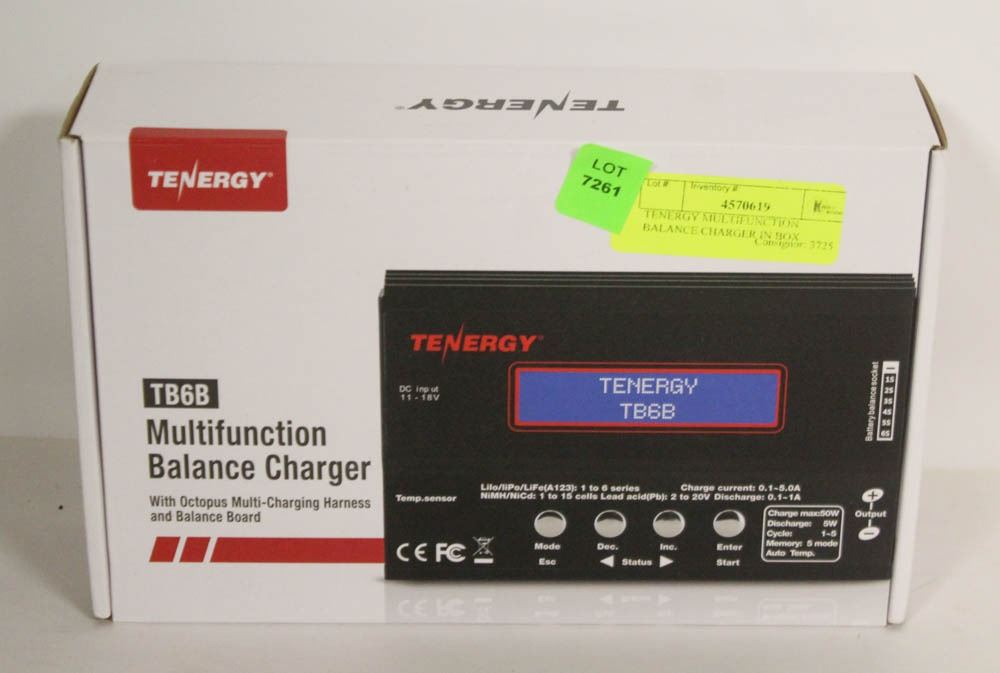 TENERGY®
TENERGY®
LOT
7261
Lot # Inventory #
4570619
TENERGY MULTIFUNCTION
BALANCE CHARGER IN BOX
Consignor: 3725
TENERGY®
DC input
11 - 18V
TENERGY
TB6B
Battery balance socket
1S
2S
3S
4S
5S
6S
TB6B
Multifunction
Balance Charger
With Octopus Multi-Charging Harness
and Balance Board
Temp.sensor
LiIo/liPo/LiFe(A123): 1 to 6 series Charge current: 0.1-5.0A
NiMH/NiCd: 1 to 15 cells Lead acid(Pb): 2 to 20V Discharge: 0.1-1A
Mode Dec. Inc. Enter
Esc ◀ Status ▶ Start
Charge max:50W
Discharge: 5W
Cycle: 1-5
Memory: 5 mode
Auto Temp.
+
Output
−
CE FC